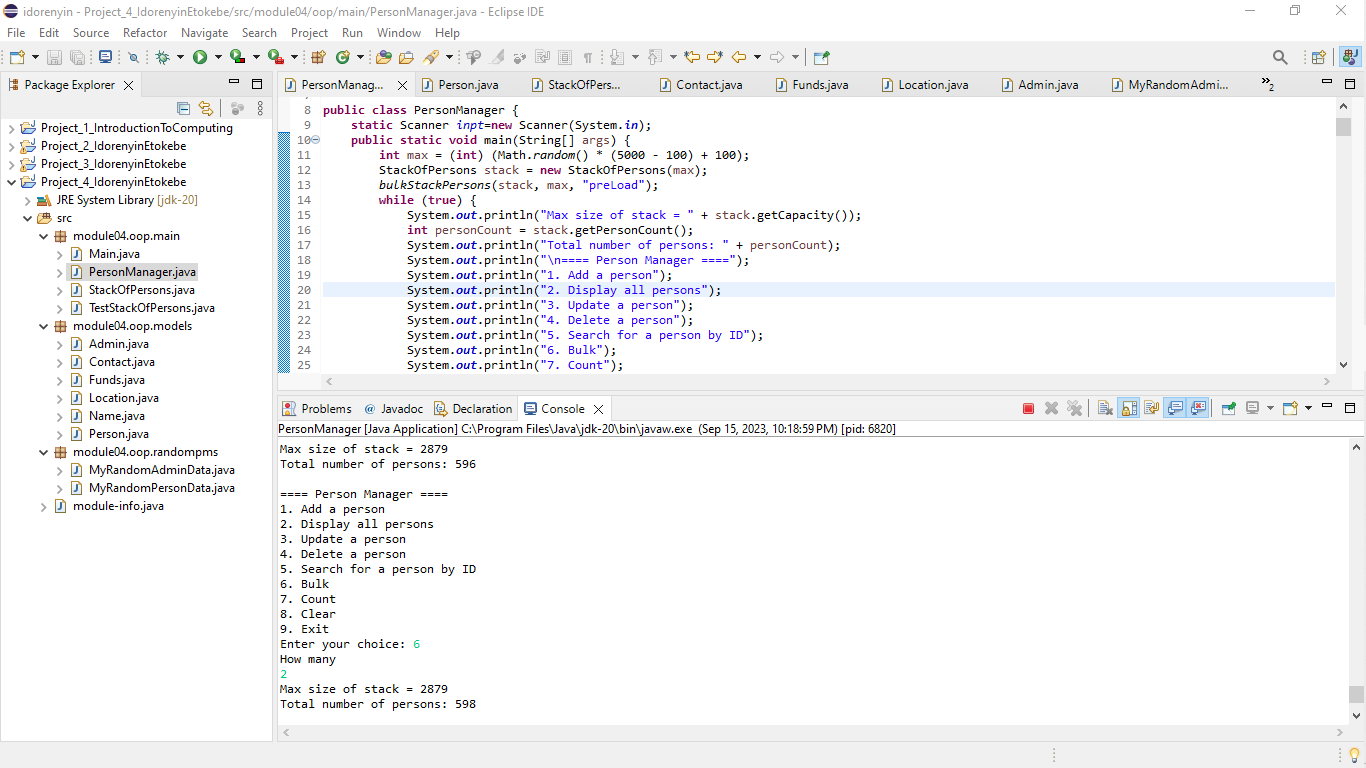 idorenyin - Project_4_IdorenyinEtokebe/src/module04/oop/main/PersonManager.java - Eclipse IDE
File Edit Source Refactor Navigate Search Project Run Window Help
Package Explorer
Project_1_IntroductionToComputing
Project_2_IdorenyinEtokebe
Project_3_IdorenyinEtokebe
Project_4_IdorenyinEtokebe
JRE System Library [jdk-20]
src
module04.oop.main
Main.java
PersonManager.java
StackOfPersons.java
TestStackOfPersons.java
module04.oop.models
Admin.java
Contact.java
Funds.java
Location.java
Name.java
Person.java
module04.oop.randompms
MyRandomAdminData.java
MyRandomPersonData.java
module-info.java
PersonManag... Person.java StackOfPers... Contact.java Funds.java Location.java Admin.java MyRandomAdmi... »2
8 public class PersonManager {
9 static Scanner inpt=new Scanner(System.in);
10 public static void main(String[] args) {
11 int max = (int) (Math.random() * (5000 - 100) + 100);
12 StackOfPersons stack = new StackOfPersons(max);
13 bulkStackPersons(stack, max, "preLoad");
14 while (true) {
15 System.out.println("Max size of stack = " + stack.getCapacity());
16 int personCount = stack.getPersonCount();
17 System.out.println("Total number of persons: " + personCount);
18 System.out.println("\n==== Person Manager ====");
19 System.out.println("1. Add a person");
20 System.out.println("2. Display all persons");
21 System.out.println("3. Update a person");
22 System.out.println("4. Delete a person");
23 System.out.println("5. Search for a person by ID");
24 System.out.println("6. Bulk");
25 System.out.println("7. Count");
Problems Javadoc Declaration Console
PersonManager [Java Application] C:\Program Files\Java\jdk-20\bin\javaw.exe (Sep 15, 2023, 10:18:59 PM) [pid: 6820]
Max size of stack = 2879
Total number of persons: 596
==== Person Manager ====
1. Add a person
2. Display all persons
3. Update a person
4. Delete a person
5. Search for a person by ID
6. Bulk
7. Count
8. Clear
9. Exit
Enter your choice: 6
How many
2
Max size of stack = 2879
Total number of persons: 598